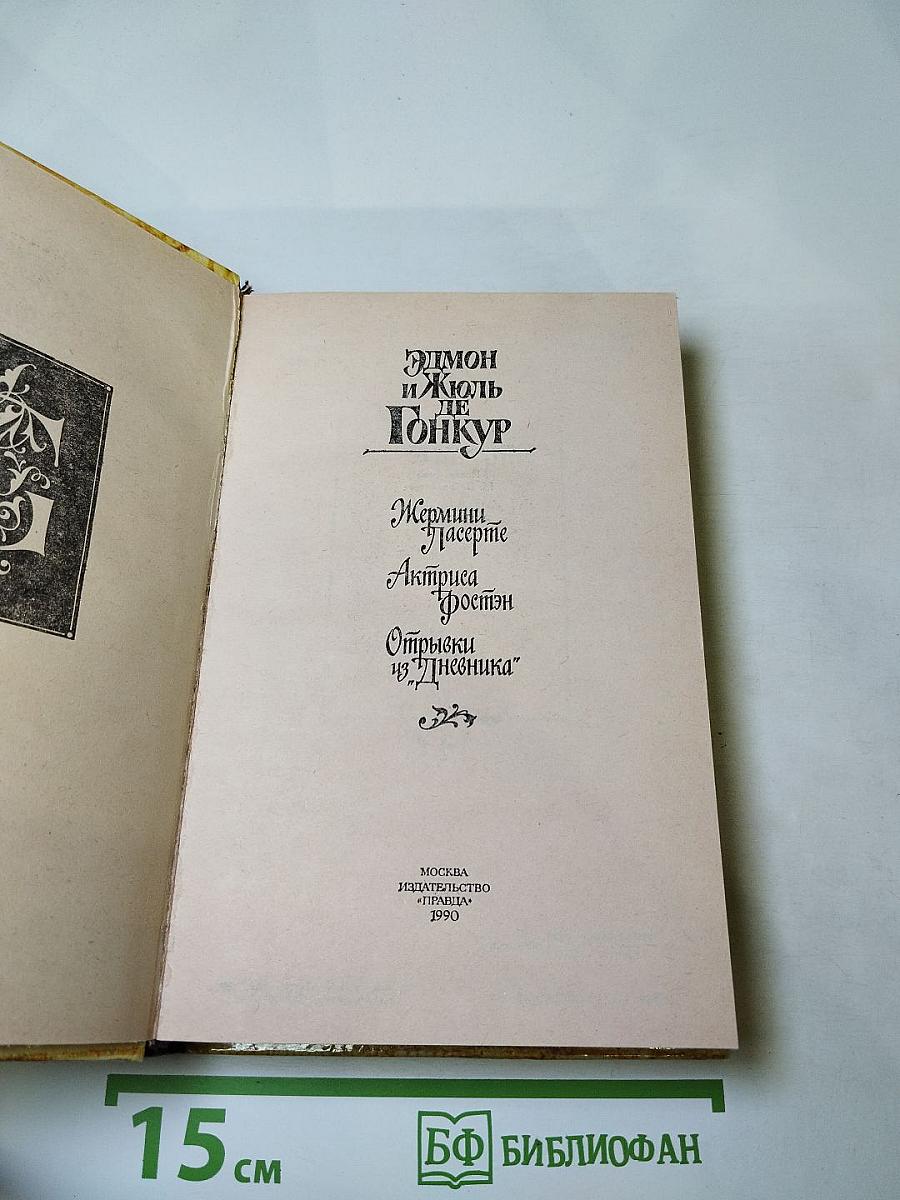 Эдмон
и Жюль
де
Гонкур
Жермини
Ласерте
Актриса
Фостэн
Отрывки
из „Дневника"
МОСКВА
ИЗДАТЕЛЬСТВО
«ПРАВДА»
1990
15 см
БФ БИБЛИОФАН